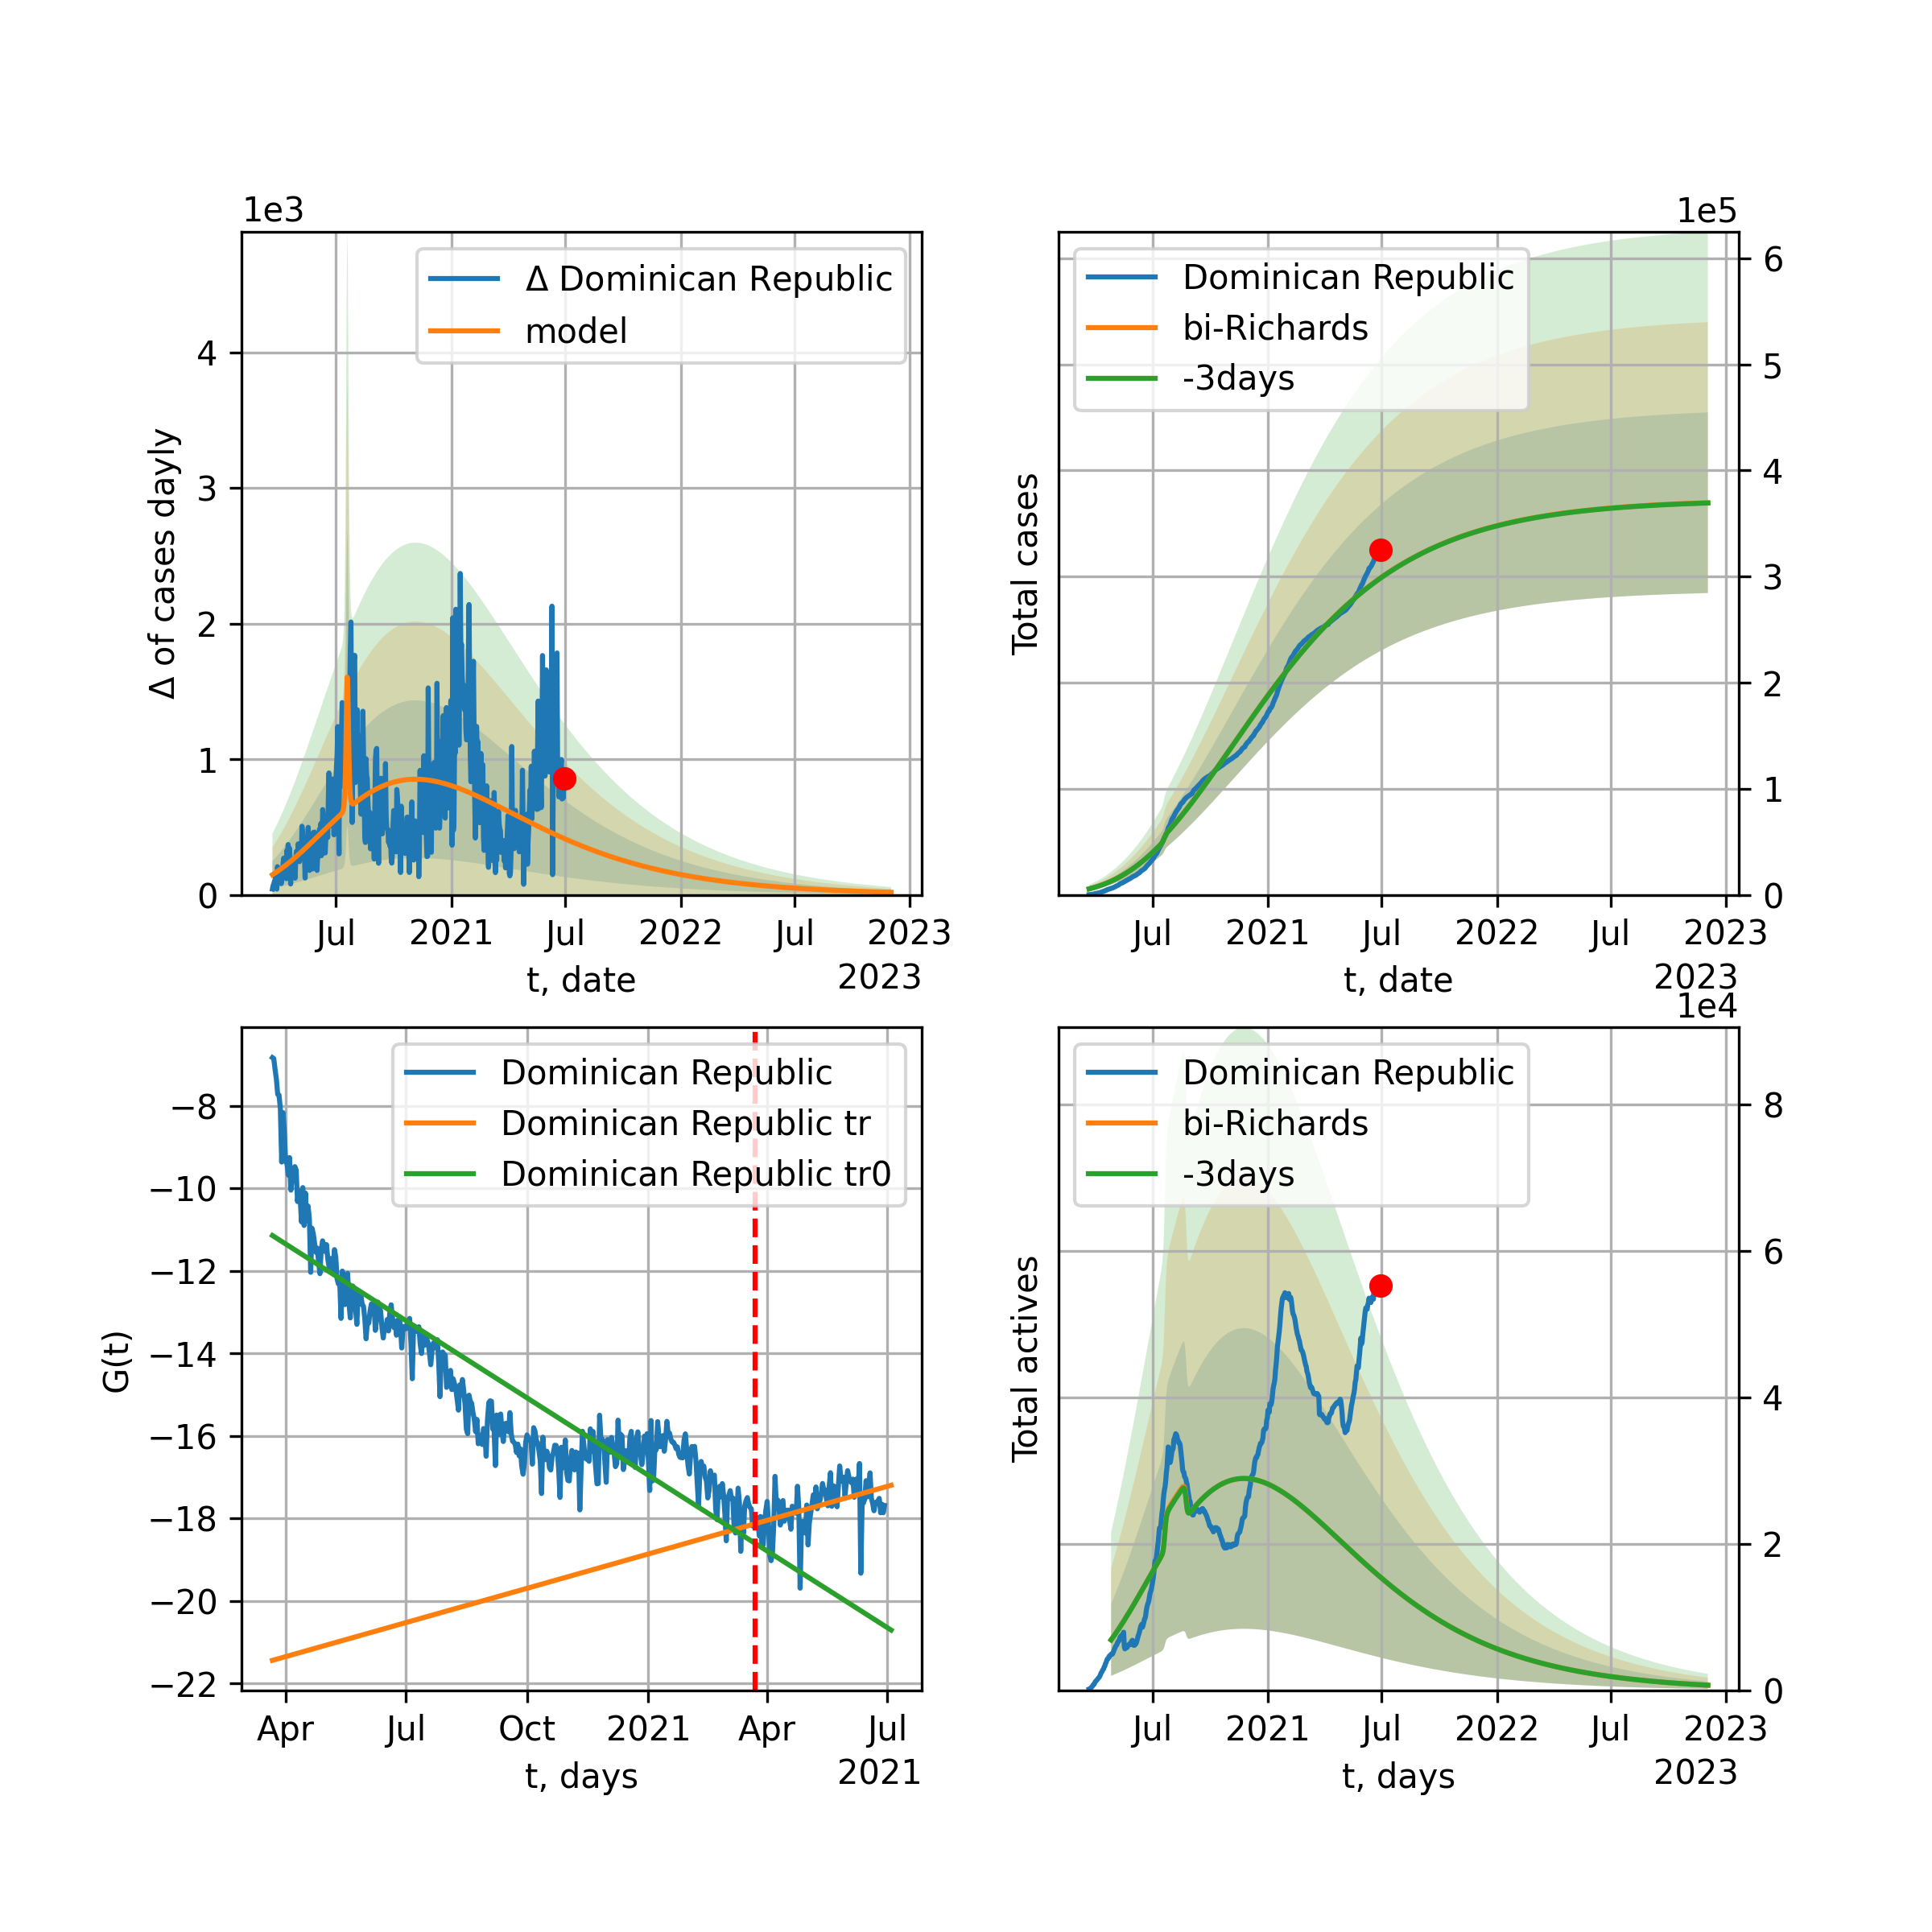 1e3
Δ Dominican Republic
model
Δ of cases dayly
4
3
2
1
0
Jul 2021 Jul 2022 Jul 2023
t, date 2023
1e5
Dominican Republic
bi-Richards
-3days
Total cases
6
5
4
3
2
1
0
Jul 2021 Jul 2022 Jul 2023
t, date 2023
Dominican Republic
Dominican Republic tr
Dominican Republic tr0
G(t)
−8
−10
−12
−14
−16
−18
−20
−22
Apr Jul Oct 2021 Apr Jul
t, days 2021
1e4
Dominican Republic
bi-Richards
-3days
Total actives
8
6
4
2
0
Jul 2021 Jul 2022 Jul 2023
t, days 2023